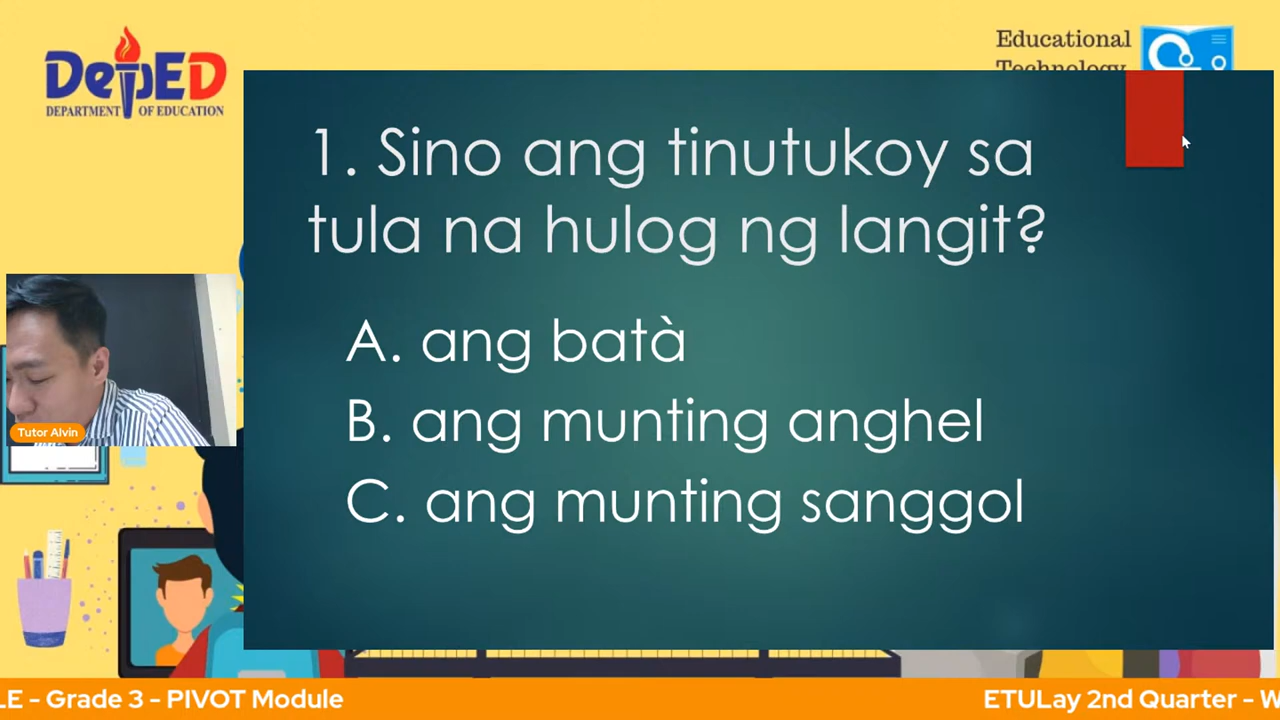 DepED
DEPARTMENT OF EDUCATION
Educational
Technology
1. Sino ang tinutukoy sa
tula na hulog ng langit?
A. ang batà
B. ang munting anghel
C. ang munting sanggol
Tutor Alvin
LE - Grade 3 - PIVOT Module
ETULay 2nd Quarter - W